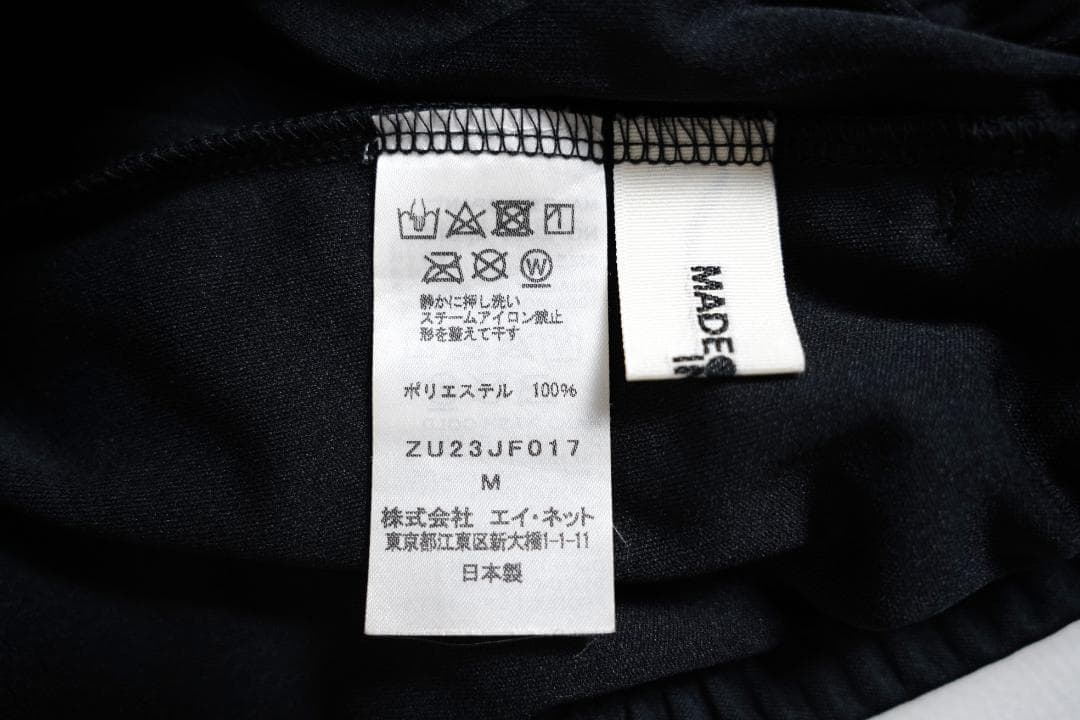 W
静かに押し洗い
スチームアイロン禁止
形を整えて干す
ポリエステル 100%
ZU23JF017
M
株式会社 エイ・ネット
東京都江東区新大橋1-1-11
日本製
MADE
IN